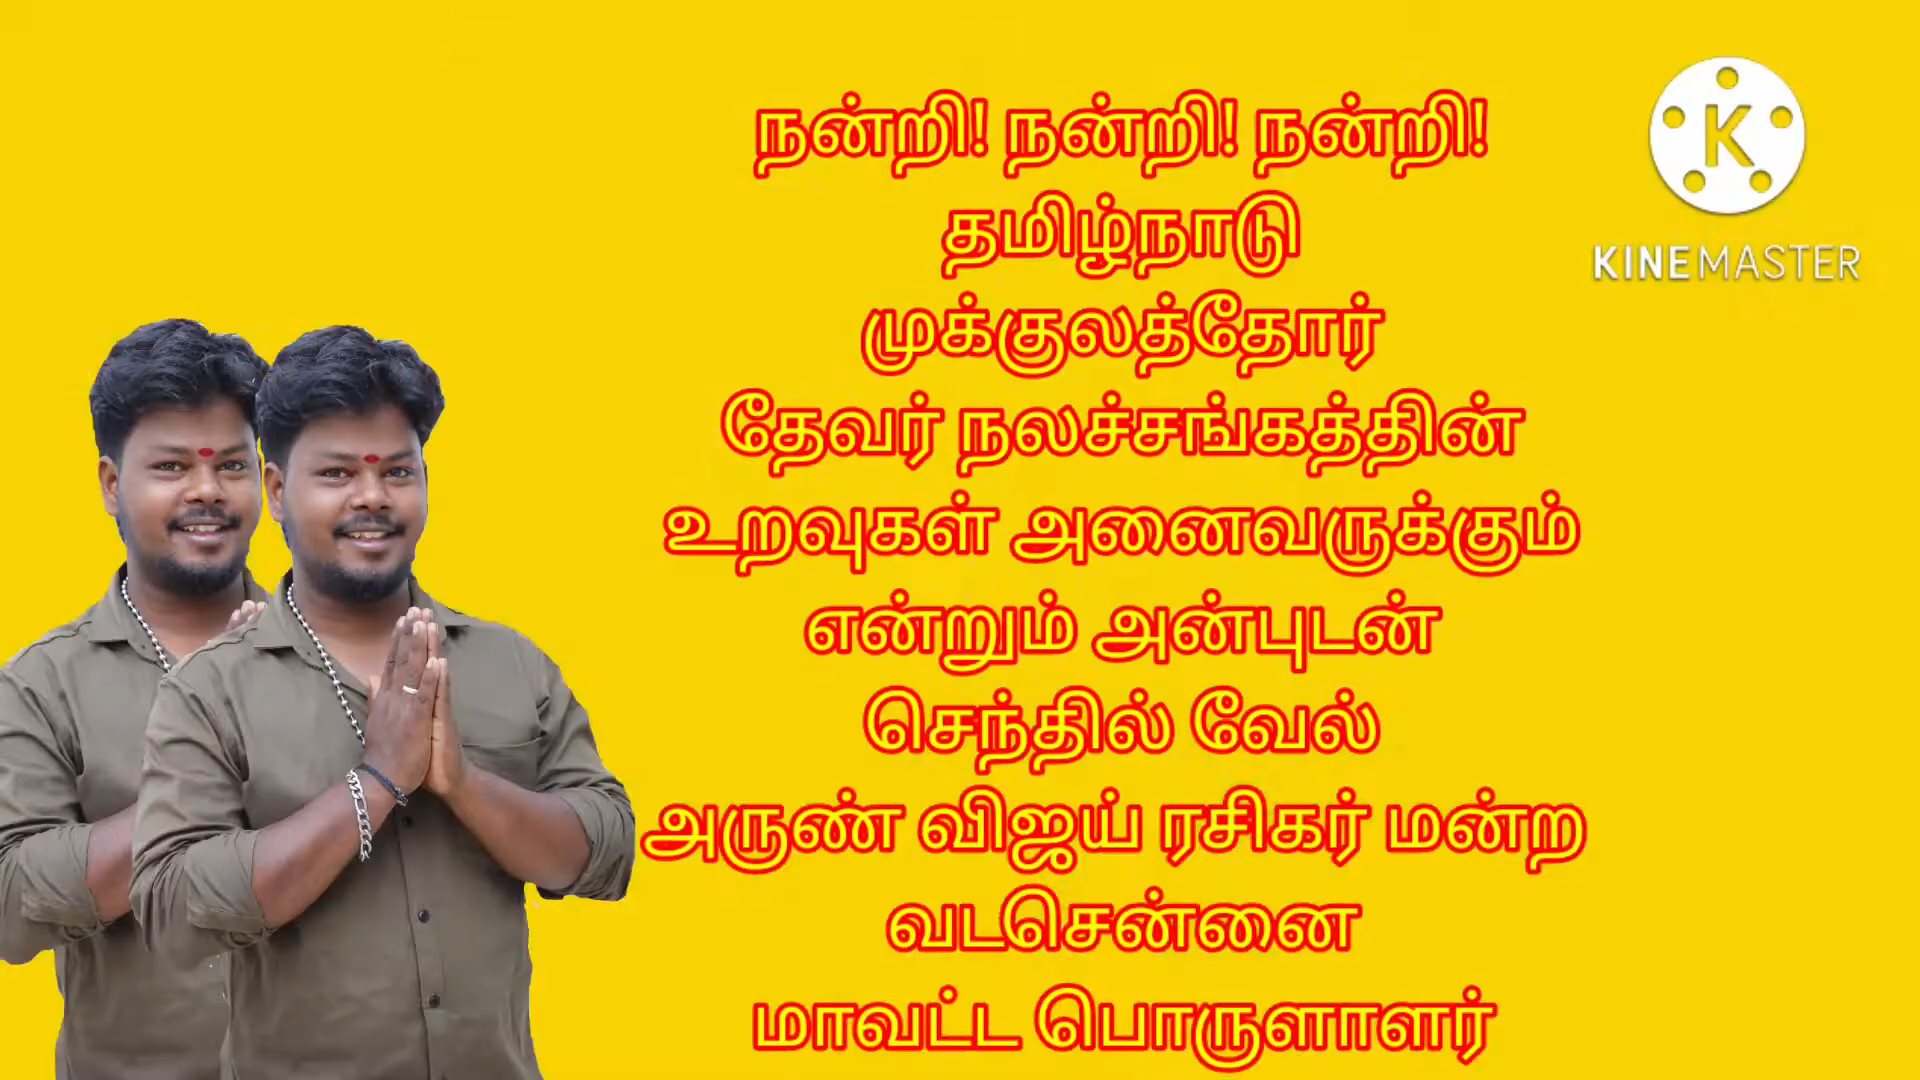 நன்றி! நன்றி! நன்றி!
தமிழ்நாடு
முக்குலத்தோர்
தேவர் நலச்சங்கத்தின்
உறவுகள் அனைவருக்கும்
என்றும் அன்புடன்
செந்தில் வேல்
அருண் விஜய் ரசிகர் மன்ற
வடசென்னை
மாவட்ட பொருளாளர்
K
KINEMASTER